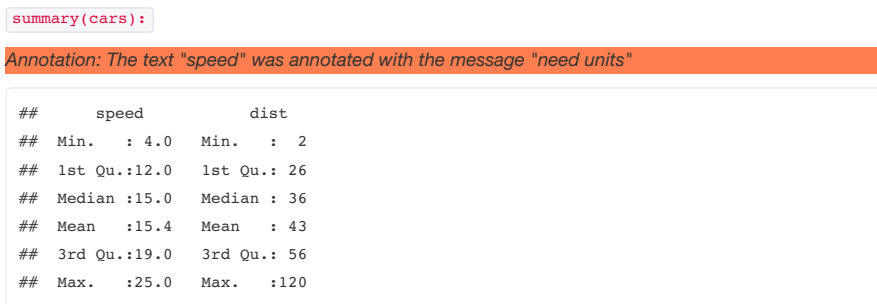 summary(cars):
Annotation: The text "speed" was annotated with the message "need units"
##      speed           dist
##  Min.   : 4.0   Min.   :  2
##  1st Qu.:12.0   1st Qu.: 26
##  Median :15.0   Median : 36
##  Mean   :15.4   Mean   : 43
##  3rd Qu.:19.0   3rd Qu.: 56
##  Max.   :25.0   Max.   :120